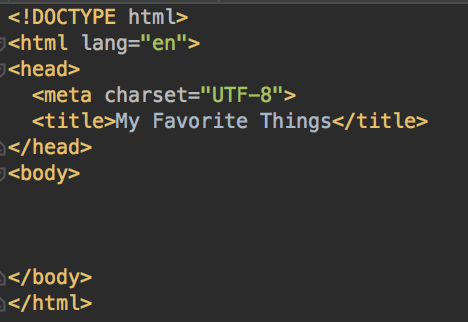 <!DOCTYPE html>
<html lang="en">
<head>
<meta charset="UTF-8">
<title>My Favorite Things</title>
</head>
<body>
</body>
</html>